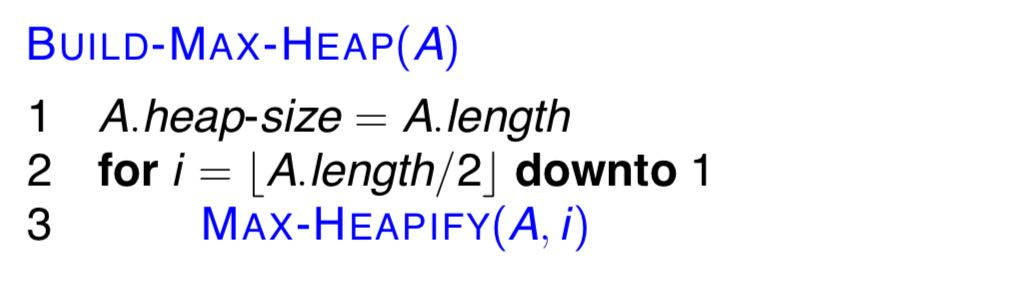 BUILD-MAX-HEAP(A)
1 A.heap-size = A.length
2 for i = ⌊A.length/2⌋ downto 1
3 MAX-HEAPIFY(A, i)